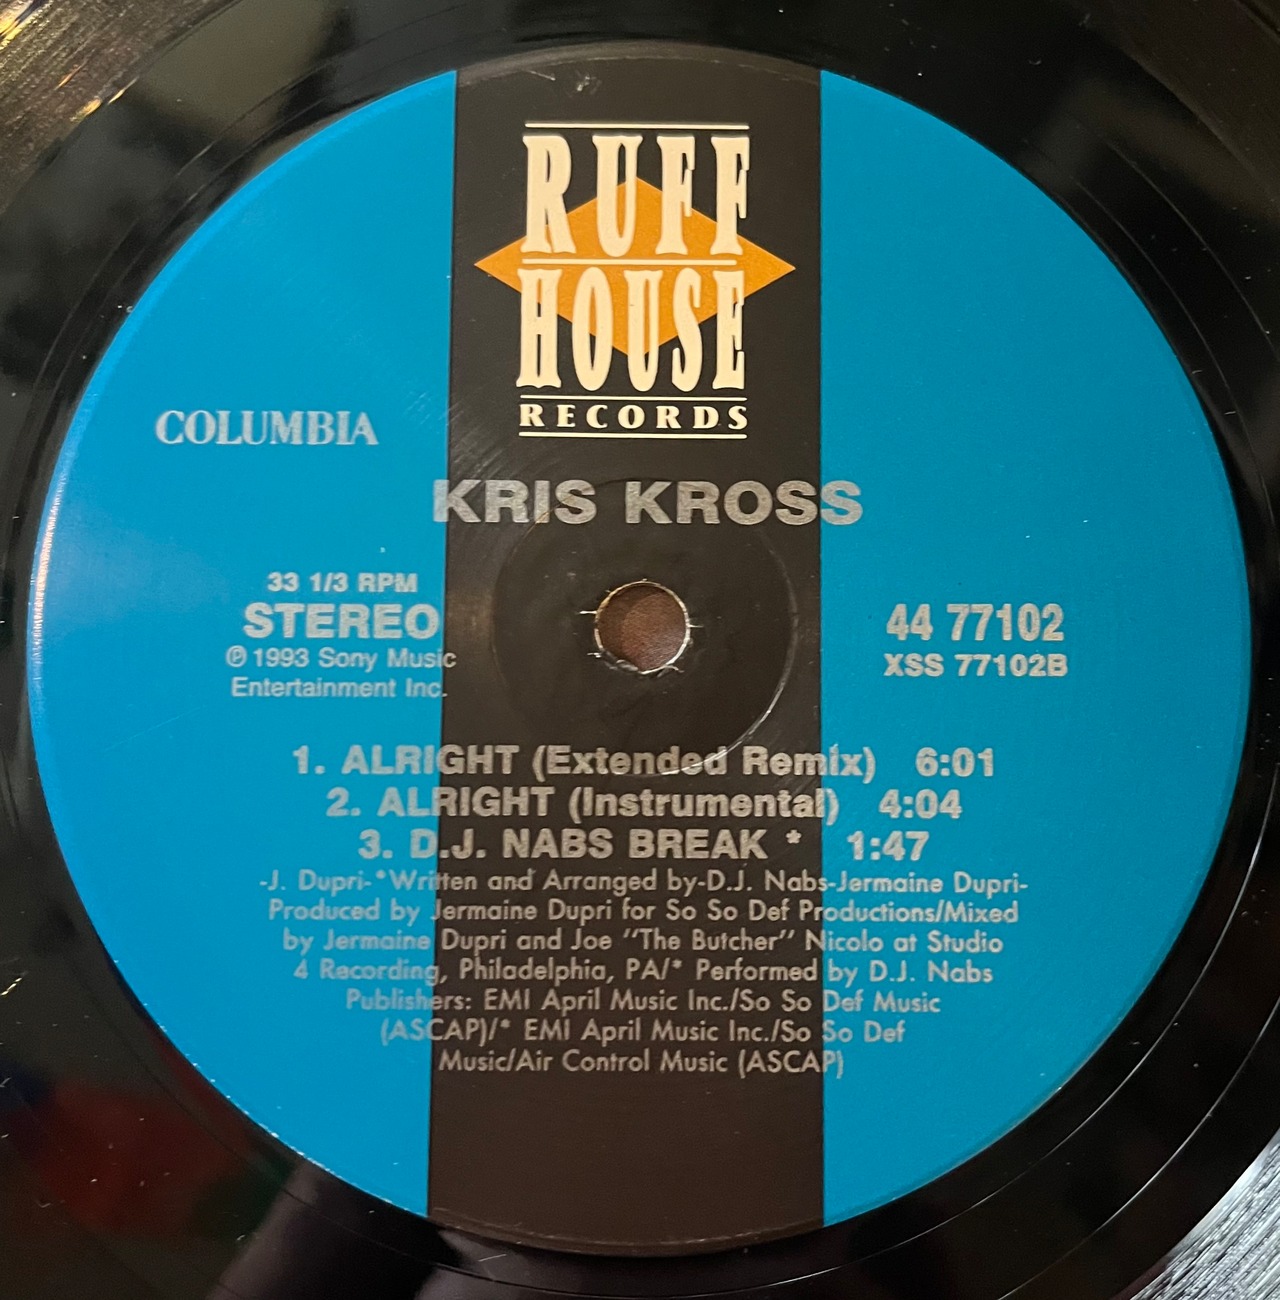 RUFF
HOUSE
RECORDS
COLUMBIA
KRIS KROSS
33 1/3 RPM
STEREO
℗ 1993 Sony Music
Entertainment Inc.
44 77102
XSS 77102B
1. ALRIGHT (Extended Remix) 6:01
2. ALRIGHT (Instrumental) 4:04
3. D.J. NABS BREAK * 1:47
-J. Dupri-*Written and Arranged by-D.J. Nabs-Jermaine Dupri-
Produced by Jermaine Dupri for So So Def Productions/Mixed
by Jermaine Dupri and Joe "The Butcher" Nicolo at Studio
4 Recording, Philadelphia, PA/* Performed by D.J. Nabs
Publishers: EMI April Music Inc./So So Def Music
(ASCAP)/* EMI April Music Inc./So So Def
Music/Air Control Music (ASCAP)